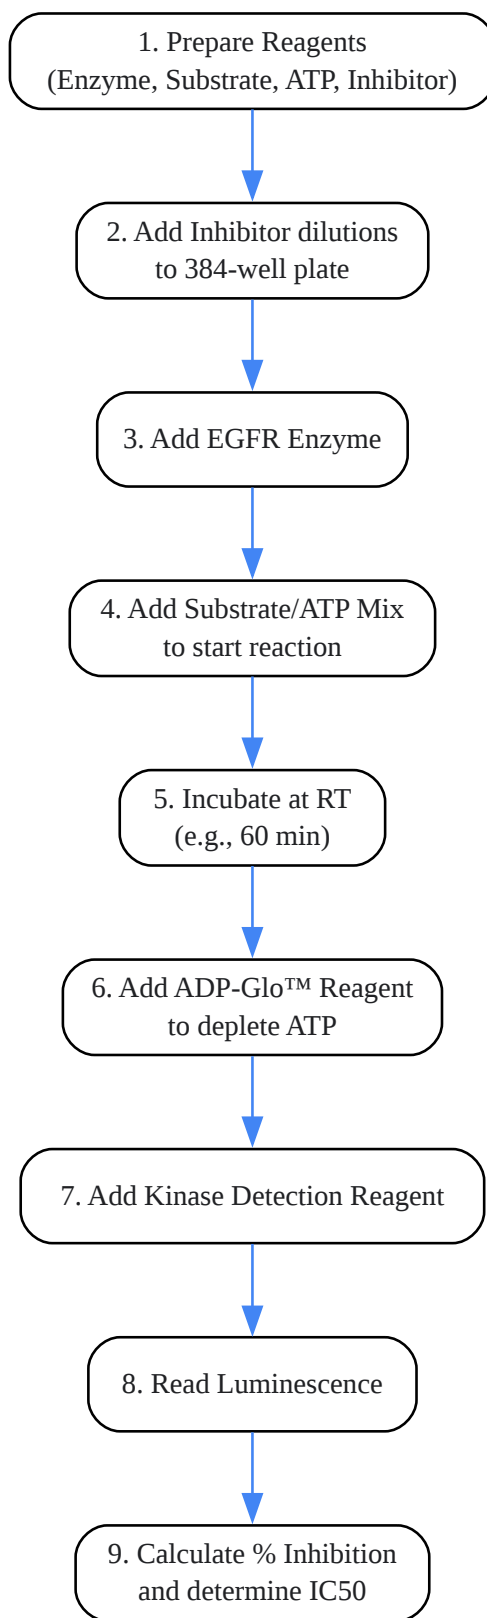 1. Prepare Reagents
(Enzyme, Substrate, ATP, Inhibitor)
2. Add Inhibitor dilutions
to 384-well plate
3. Add EGFR Enzyme
4. Add Substrate/ATP Mix
to start reaction
5. Incubate at RT
(e.g., 60 min)
6. Add ADP-Glo™ Reagent
to deplete ATP
7. Add Kinase Detection Reagent
8. Read Luminescence
9. Calculate % Inhibition
and determine IC50